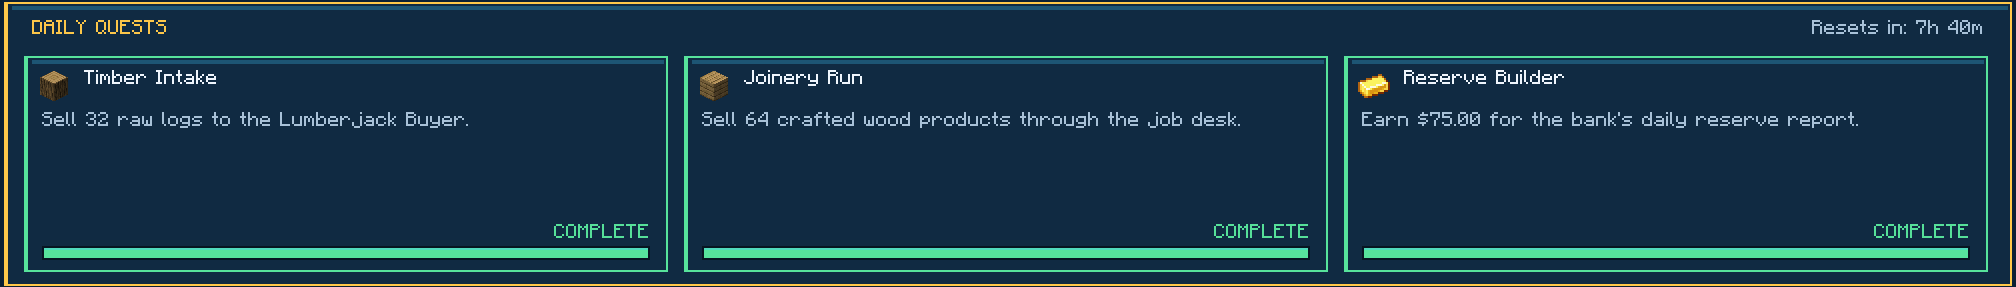 DAILY QUESTS
Resets in: 7h 40m
Timber Intake
Sell 32 raw logs to the Lumberjack Buyer.
COMPLETE
Joinery Run
Sell 64 crafted wood products through the job desk.
COMPLETE
Reserve Builder
Earn $75.00 for the bank's daily reserve report.
COMPLETE